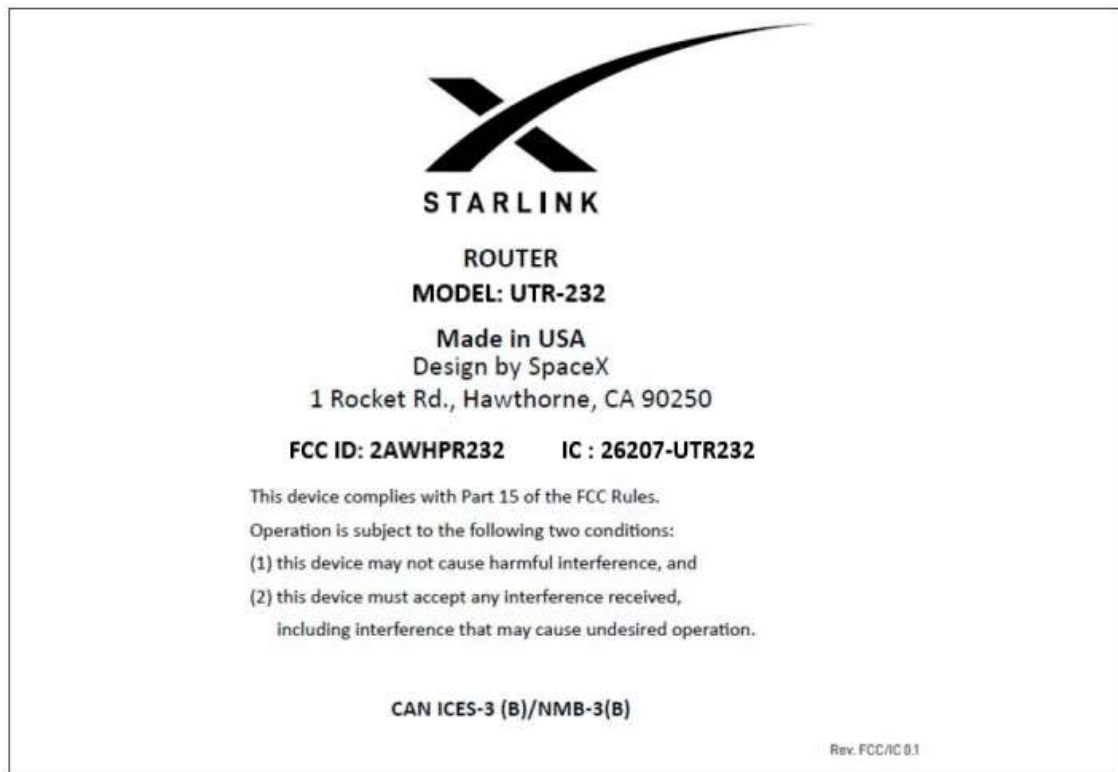 STARLINK
ROUTER
MODEL: UTR-232
Made in USA
Design by SpaceX
1 Rocket Rd., Hawthorne, CA 90250
FCC ID: 2AWHPR232 IC : 26207-UTR232
This device complies with Part 15 of the FCC Rules.
Operation is subject to the following two conditions:
(1) this device may not cause harmful interference, and
(2) this device must accept any interference received,
including interference that may cause undesired operation.
CAN ICES-3 (B)/NMB-3(B)
Rev. FCC/IC 0.1